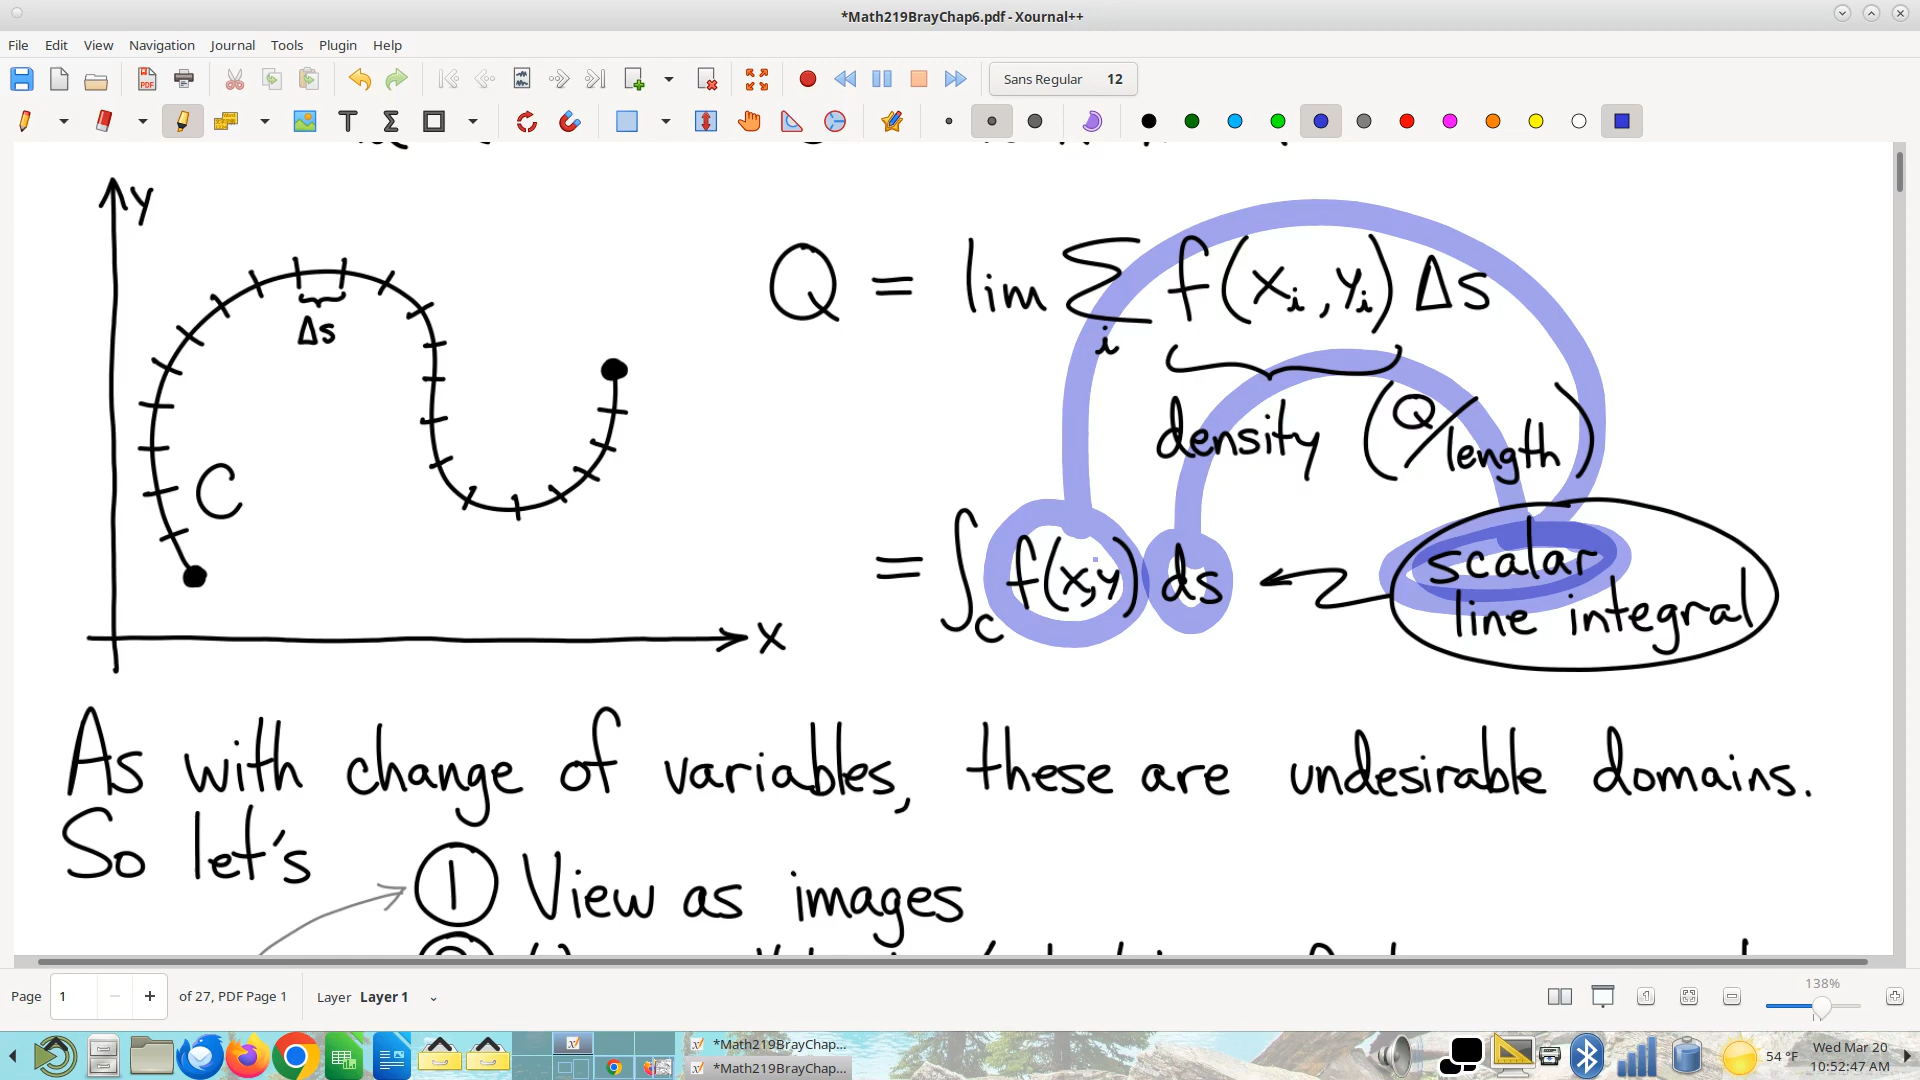 *Math219BrayChap6.pdf - Xournal++
File Edit View Navigation Journal Tools Plugin Help
Sans Regular 12
y
Δs
C
x
Q = lim Σ f(xᵢ, yᵢ) Δs
i
density (Q/length)
= ∫_C f(x,y) ds
scalar
line integral
As with change of variables, these are undesirable domains.
So let's
① View as images
Page 1 of 27, PDF Page 1 Layer Layer 1
138%
*Math219BrayChap...
*Math219BrayChap...
54 °F
Wed Mar 20
10:52:47 AM